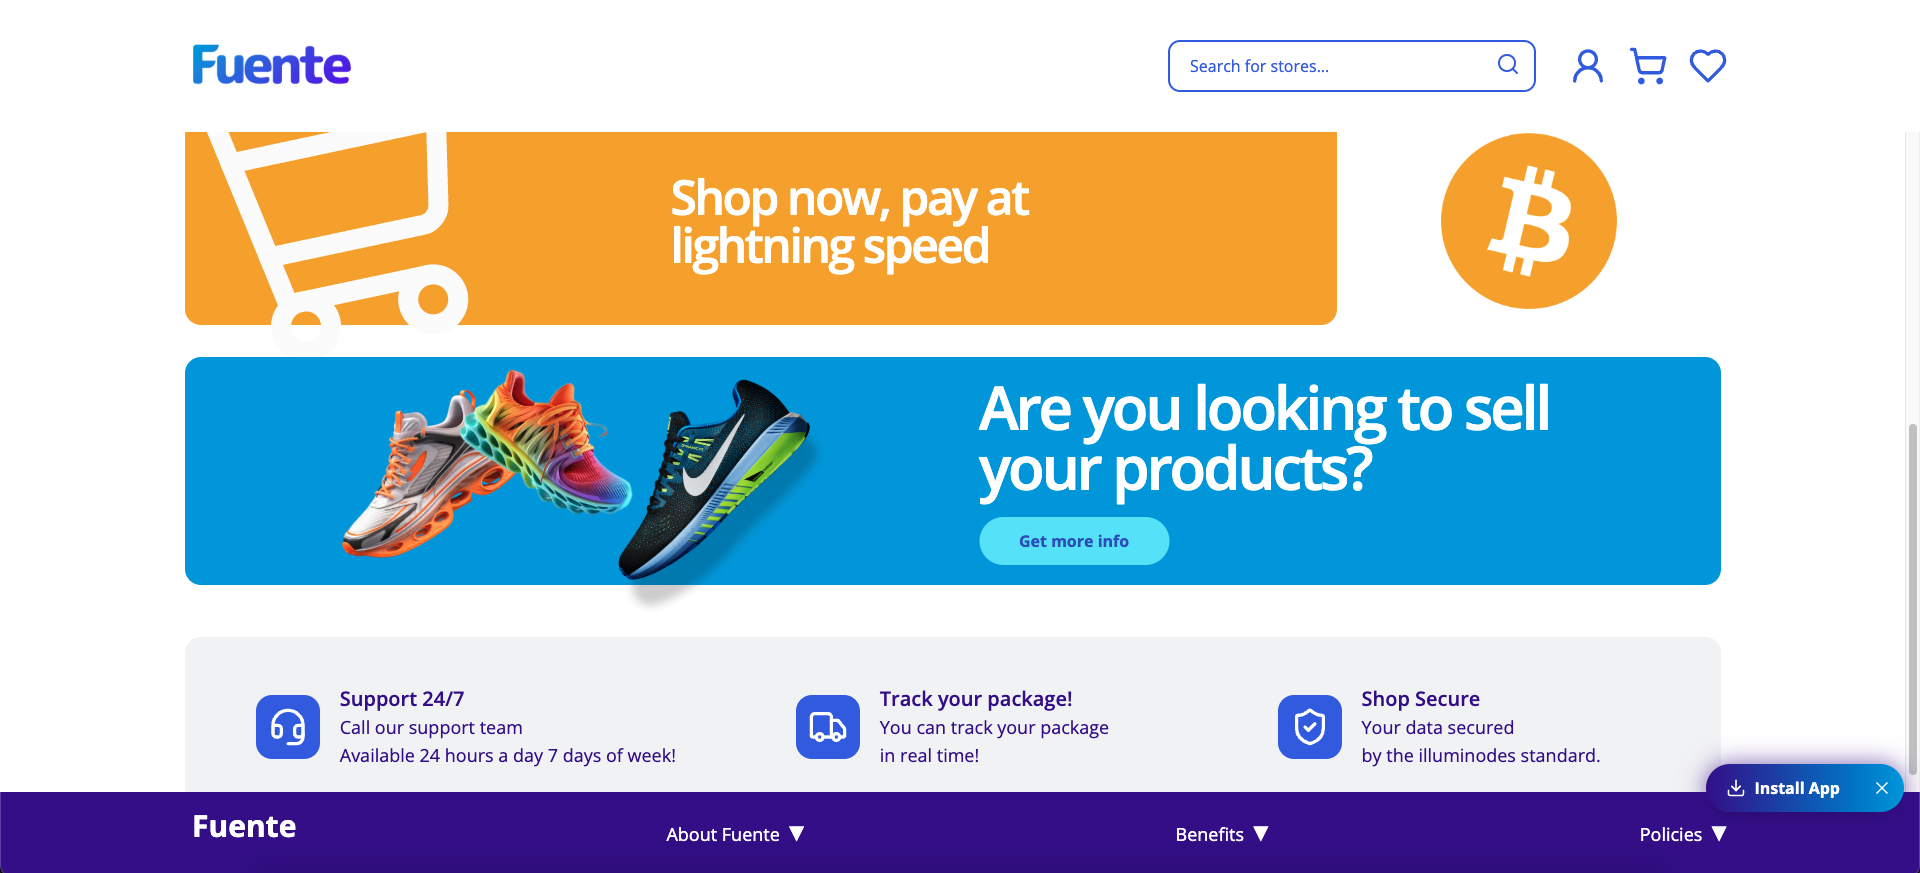 Fuente
Search for stores...
Shop now, pay at
lightning speed
Are you looking to sell
your products?
Get more info
Support 24/7
Call our support team
Available 24 hours a day 7 days of week!
Track your package!
You can track your package
in real time!
Shop Secure
Your data secured
by the illuminodes standard.
Install App
Fuente
About Fuente ▼
Benefits ▼
Policies ▼